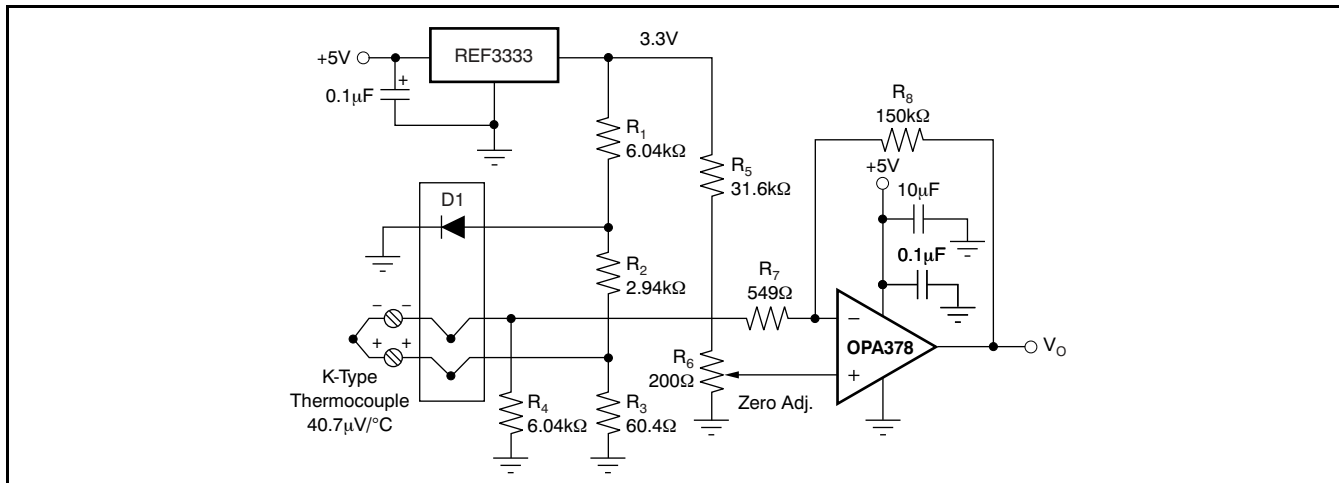 +5V
REF3333
3.3V
+
0.1μF
R1
6.04kΩ
R5
31.6kΩ
R8
150kΩ
+5V
10μF
0.1μF
D1
R2
2.94kΩ
R7
549Ω
− −
+ +
K-Type
Thermocouple
40.7μV/°C
R4
6.04kΩ
R3
60.4Ω
R6
200Ω
Zero Adj.
−
OPA378
+
VO